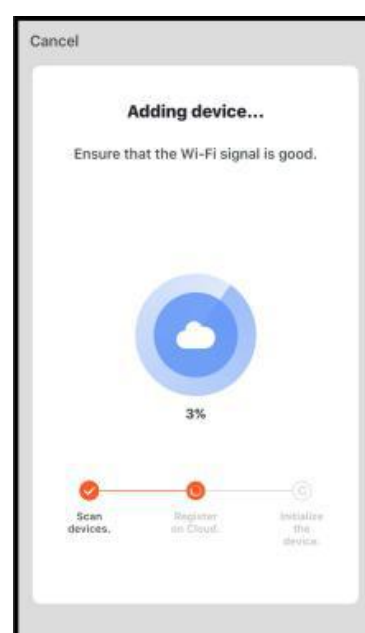 Cancel
Adding device...
Ensure that the Wi-Fi signal is good.
3%
Scan
devices.
Register
on Cloud.
Initialize
the
device.